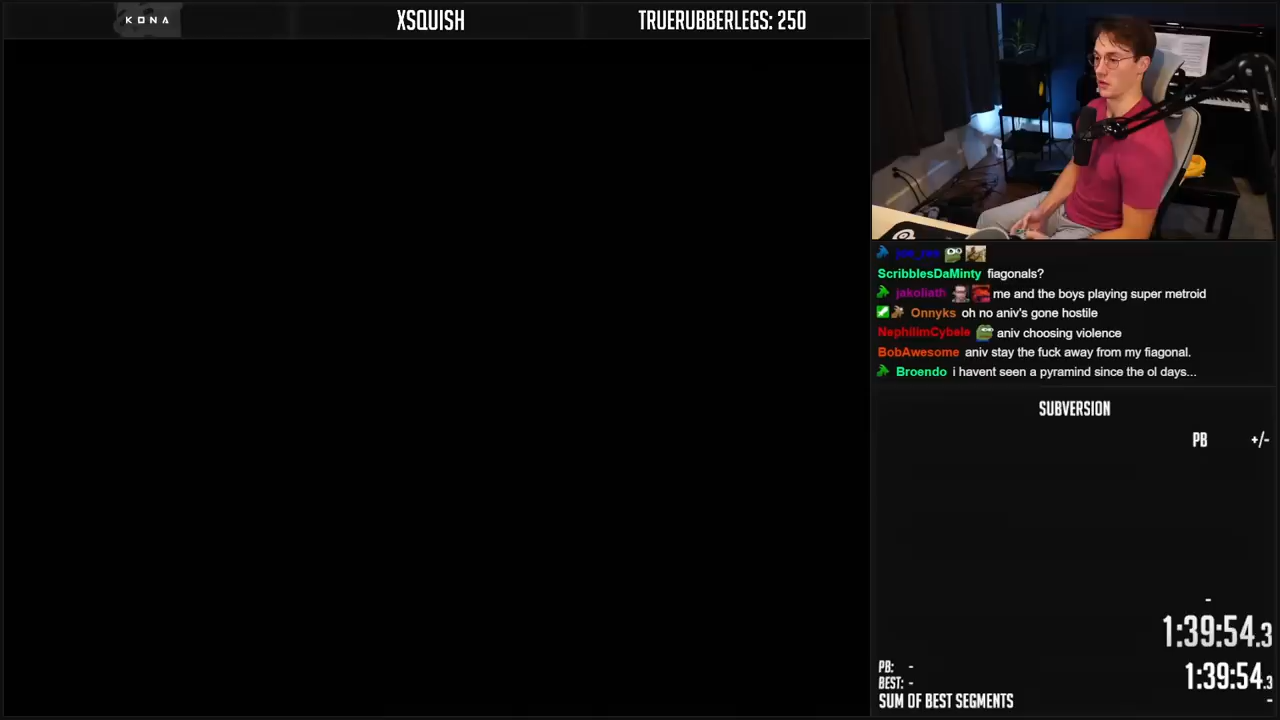 KONA
XSQUISH
TRUERUBBERLEGS: 250
ScribblesDaMinty fiagonals?
jakoliath me and the boys playing super metroid
Onnyks oh no aniv's gone hostile
NephilimCybele aniv choosing violence
BobAwesome aniv stay the fuck away from my fiagonal.
Broendo i havent seen a pyramind since the ol days...
SUBVERSION
PB +/-
-
1:39:54.3
PB: -
1:39:54.3
BEST: -
SUM OF BEST SEGMENTS -